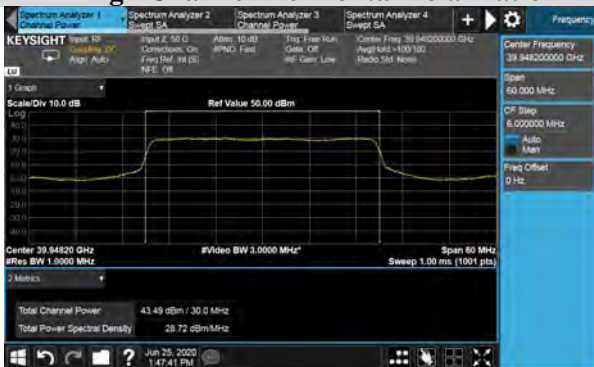 Spectrum Analyzer 1
Channel Power
Spectrum Analyzer 2
Swept SA
Spectrum Analyzer 3
Channel Power
Spectrum Analyzer 4
Swept SA
Frequency
KEYSIGHT Input: RF
Coupling: DC
Align: Auto
Input Z: 50 Ω
Corrections: On
Freq Ref: Int (S)
NFE: Off
Atten: 10 dB
#PNO: Fast
Trig: Free Run
Gate: Off
#IF Gain: Low
Center Freq: 39.948200000 GHz
Avg|Hold: >100/100
Radio Std: None
LW
1 Graph
Scale/Div 10.0 dB
Ref Value 50.00 dBm
Log
Center 39.94820 GHz
#Video BW 3.0000 MHz*
Span 60 MHz
#Res BW 1.0000 MHz
Sweep 1.00 ms (1001 pts)
2 Metrics
Total Channel Power 43.49 dBm / 30.0 MHz
Total Power Spectral Density 28.72 dBm/MHz
Jun 25, 2020
1:47:41 PM
Center Frequency
39.948200000 GHz
Span
60.000 MHz
CF Step
6.000000 MHz
Auto
Man
Freq Offset
0 Hz